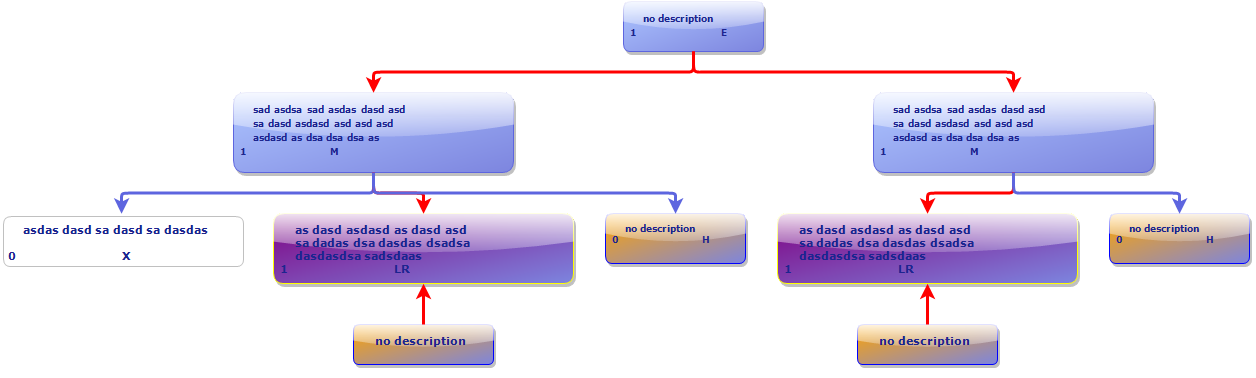 no description
1 E
sad asdsa sad asdas dasd asd
sa dasd asdasd asd asd asd
asdasd as dsa dsa dsa as
1 M
sad asdsa sad asdas dasd asd
sa dasd asdasd asd asd asd
asdasd as dsa dsa dsa as
1 M
asdas dasd sa dasd sa dasdas
0 X
as dasd asdasd as dasd asd
sa dadas dsa dasdas dsadsa
dasdasdsa sadsdaas
1 LR
no description
0 H
as dasd asdasd as dasd asd
sa dadas dsa dasdas dsadsa
dasdasdsa sadsdaas
1 LR
no description
0 H
no description
no description